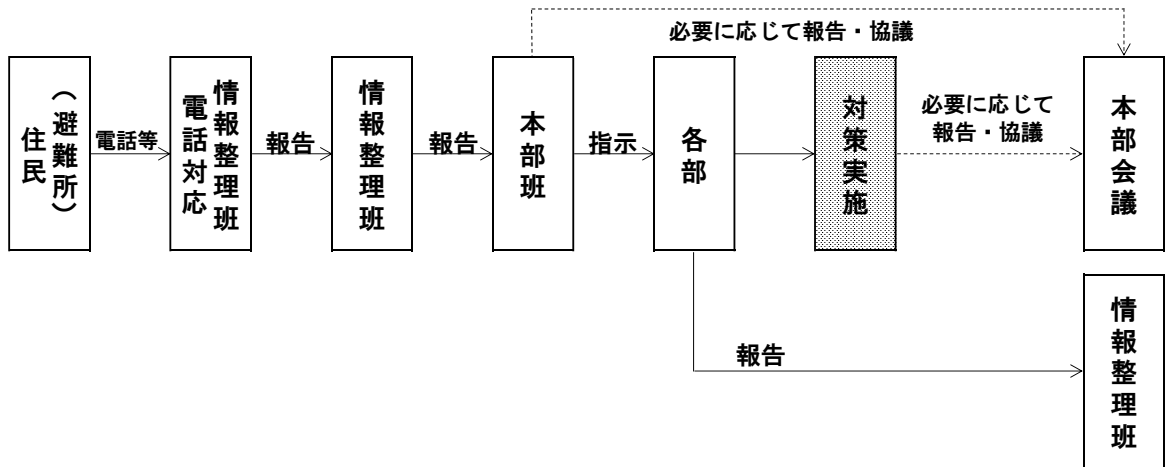 必要に応じて報告・協議
住民
（避難所）
電話等
情報整理班
電話対応
報告
情報整理班
報告
本部班
指示
各部
対策実施
必要に応じて
報告・協議
本部会議
報告
情報整理班